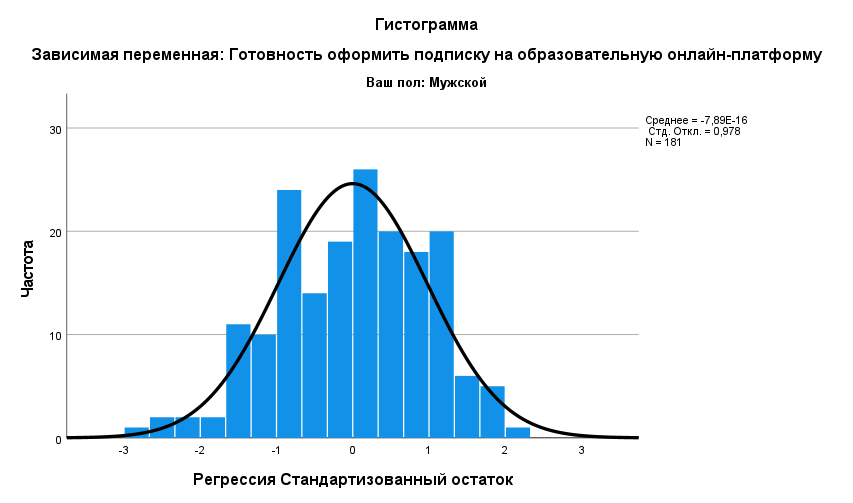 Гистограмма
Зависимая переменная: Готовность оформить подписку на образовательную онлайн-платформу
Ваш пол: Мужской
Среднее = -7,89E-16
Стд. Откл. = 0,978
N = 181
30
20
10
0
Частота
-3 -2 -1 0 1 2 3
Регрессия Стандартизованный остаток